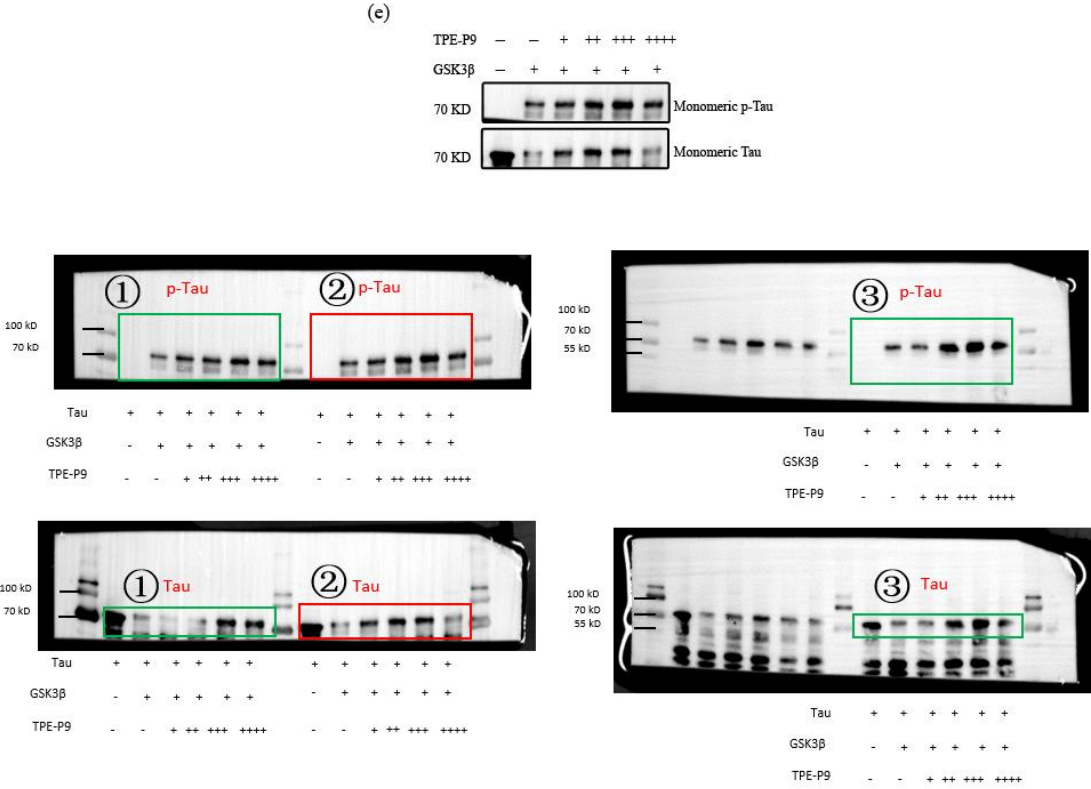 (e)
TPE-P9 – – + ++ +++ ++++
GSK3β – + + + + +
70 KD Monomeric p-Tau
70 KD Monomeric Tau
① p-Tau ② p-Tau
100 kD
70 kD
Tau + + + + + + + + + + + +
GSK3β - + + + + + - + + + + +
TPE-P9 - - + ++ +++ ++++ - - + ++ +++ ++++
③ p-Tau
100 kD
70 kD
55 kD
Tau + + + + + +
GSK3β - + + + + +
TPE-P9 - - + ++ +++ ++++
① Tau ② Tau
100 kD
70 kD
Tau + + + + + + + + + + + +
GSK3β - + + + + + - + + + + +
TPE-P9 - - + ++ +++ ++++ - - + ++ +++ ++++
③ Tau
100 kD
70 kD
55 kD
Tau + + + + + +
GSK3β - + + + + +
TPE-P9 - - + ++ +++ ++++